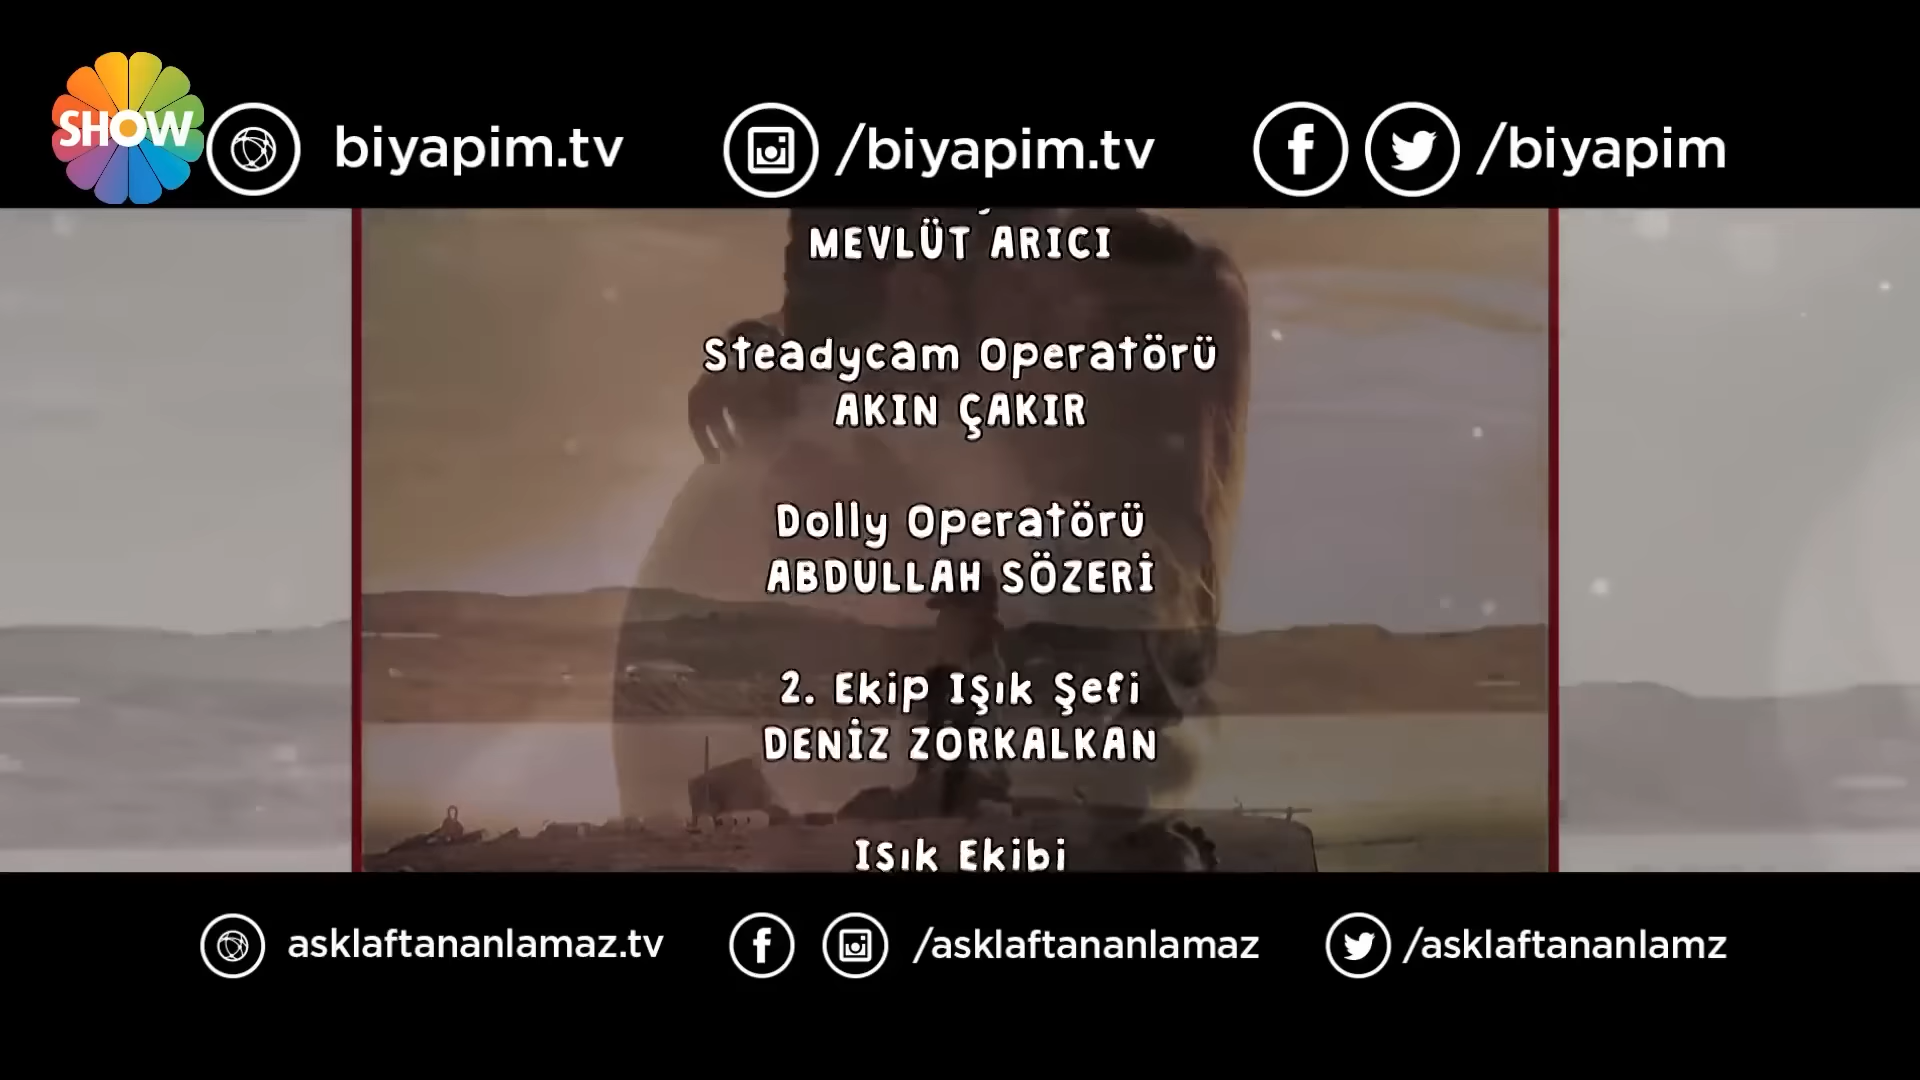 SHOW
biyapim.tv
/biyapim.tv
/biyapim
MEVLÜT ARICI
Steadycam Operatörü
AKIN ÇAKIR
Dolly Operatörü
ABDULLAH SÖZERİ
2. Ekip Işık Şefi
DENİZ ZORKALKAN
Işık Ekibi
asklaftananlamaz.tv
/asklaftananlamaz
/asklaftananlamz